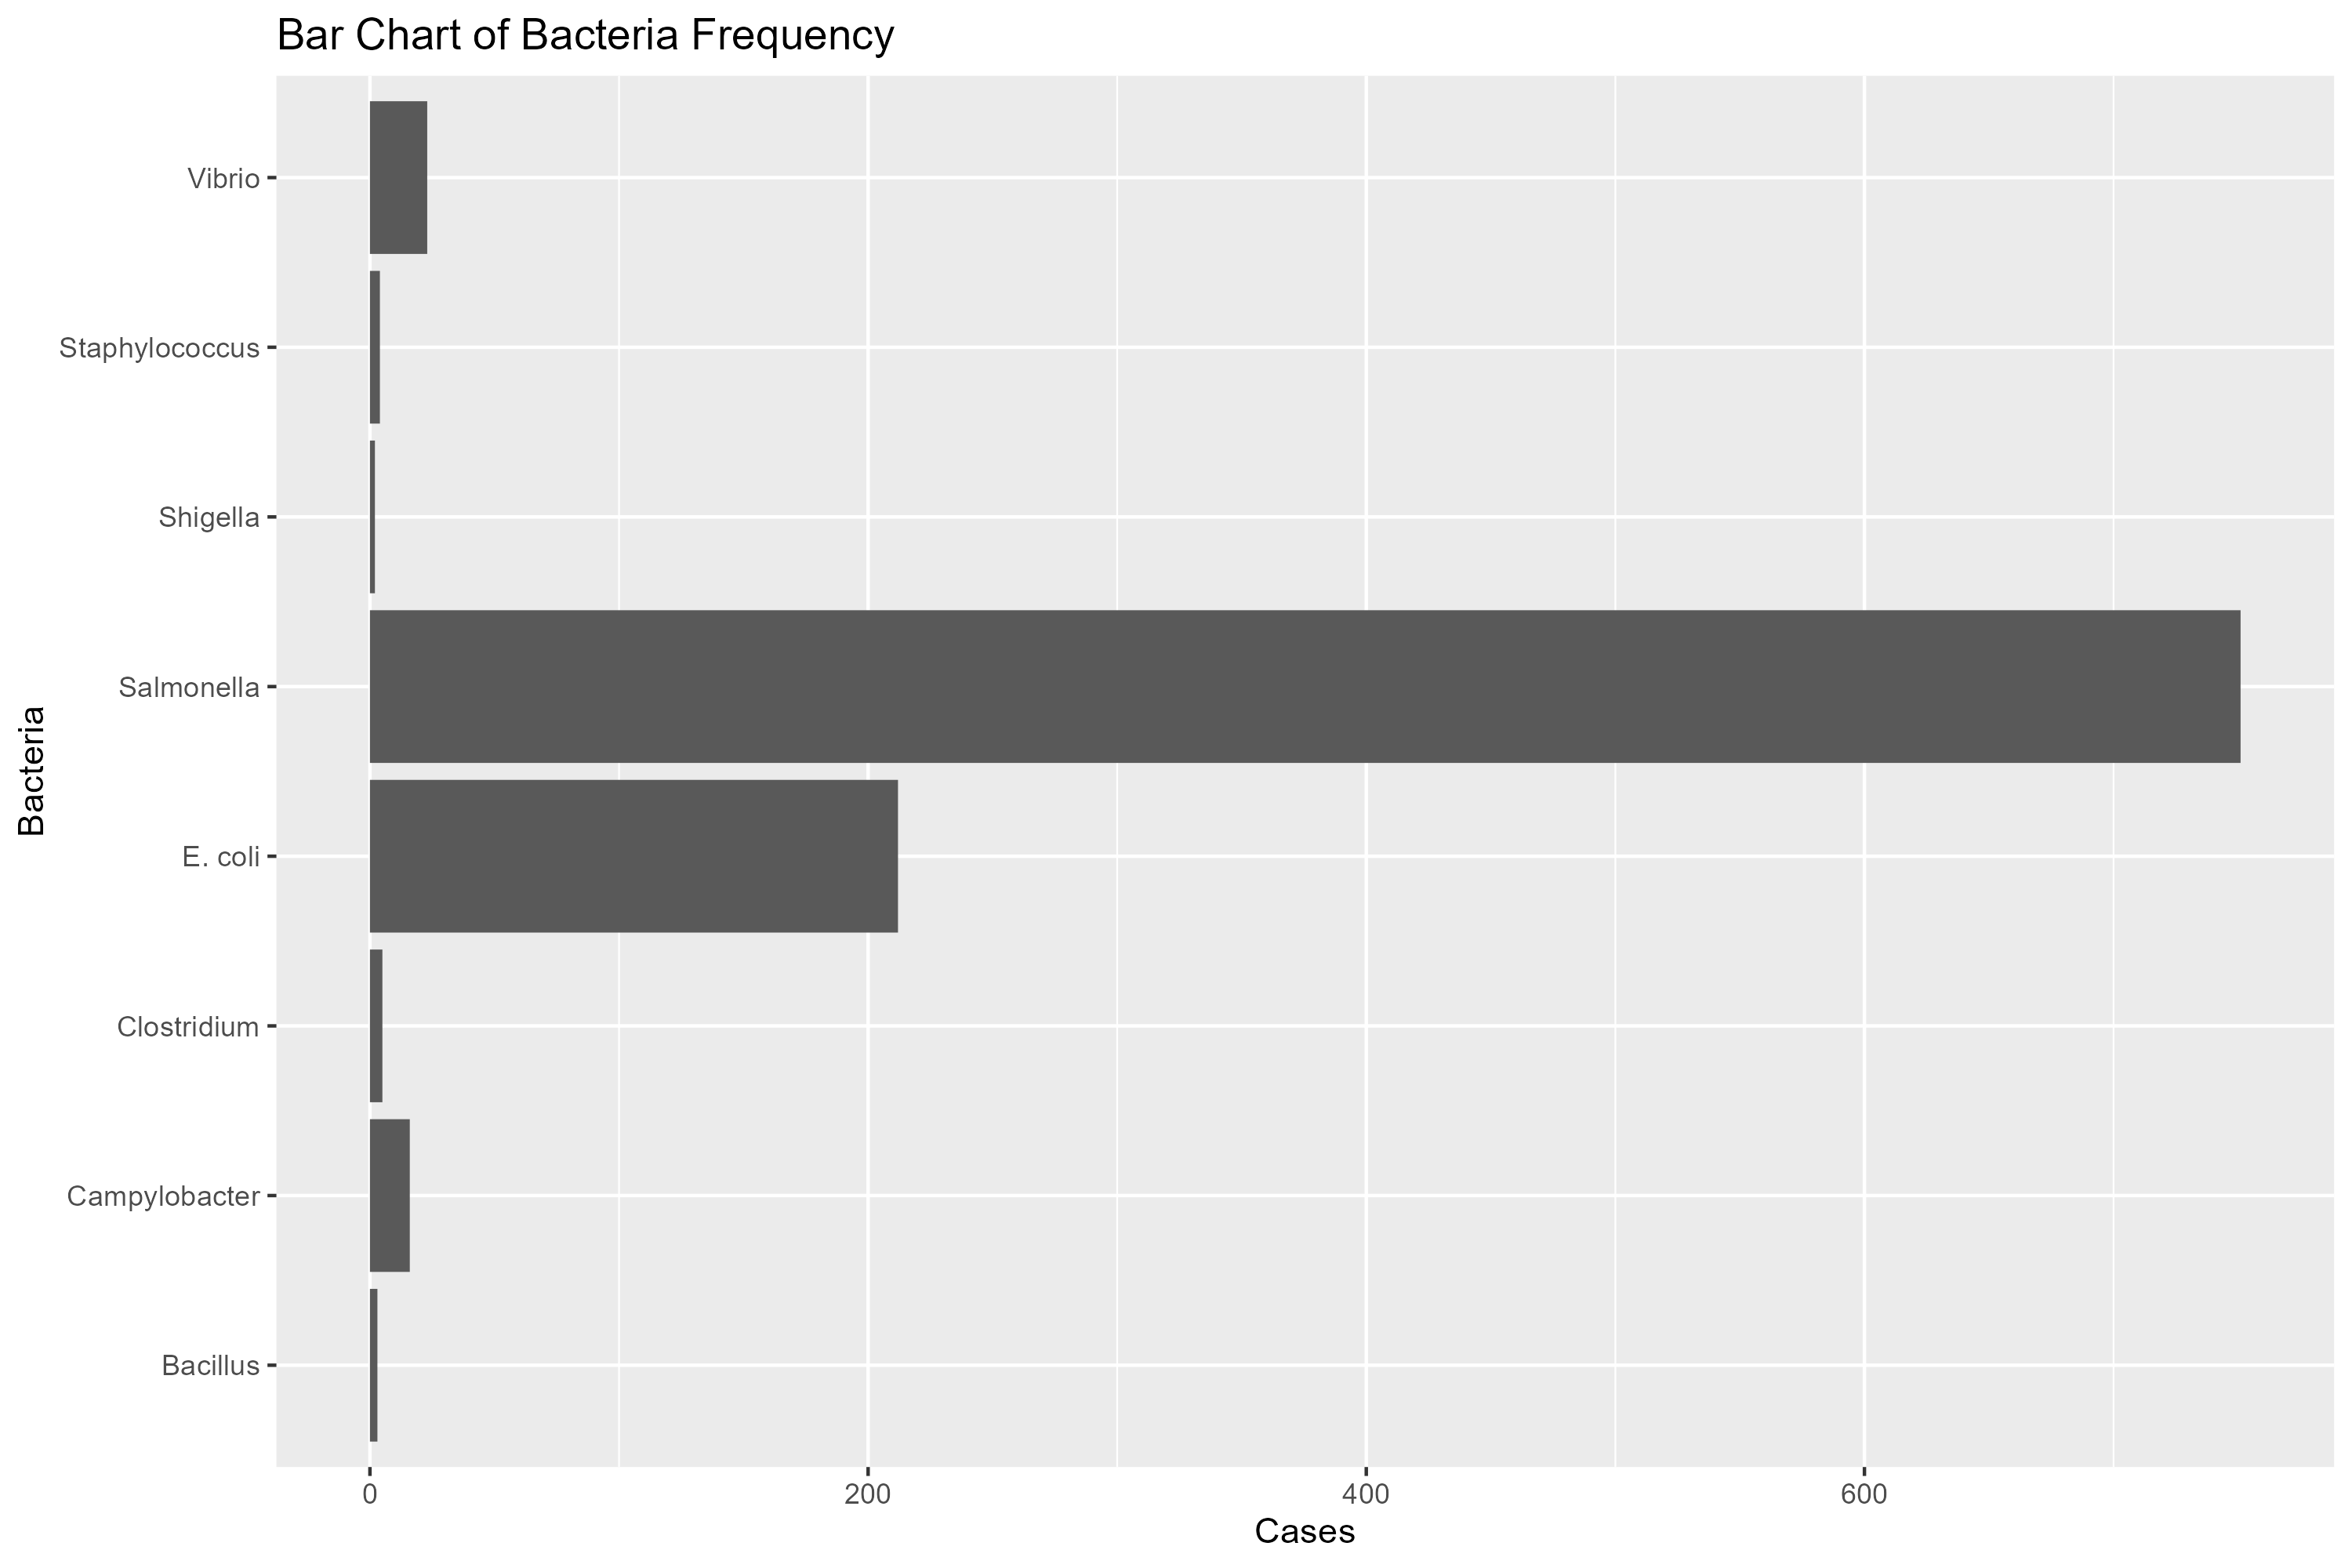 Bar Chart of Bacteria Frequency
Vibrio
Staphylococcus
Shigella
Salmonella
E. coli
Clostridium
Campylobacter
Bacillus
Bacteria
0 200 400 600
Cases